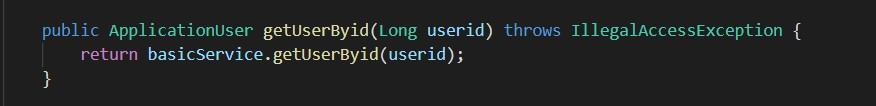 public ApplicationUser getUserByid(Long userid) throws IllegalAccessException {
    return basicService.getUserByid(userid);
}